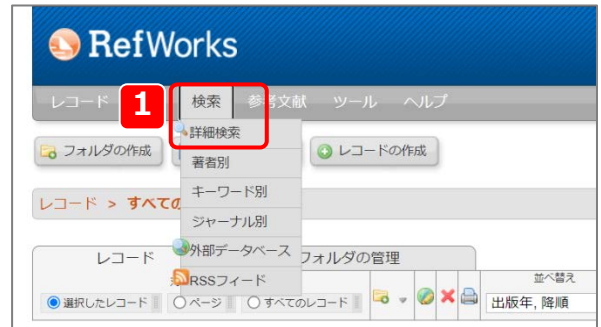 RefWorks
レコード 1 検索 参考文献 ツール ヘルプ
詳細検索
フォルダの作成 レコードの作成
著者別
キーワード別
レコード > すべての
ジャーナル別
レコード 外部データベース フォルダの管理
RSSフィード 並べ替え
選択したレコード ページ すべてのレコード 出版年, 降順